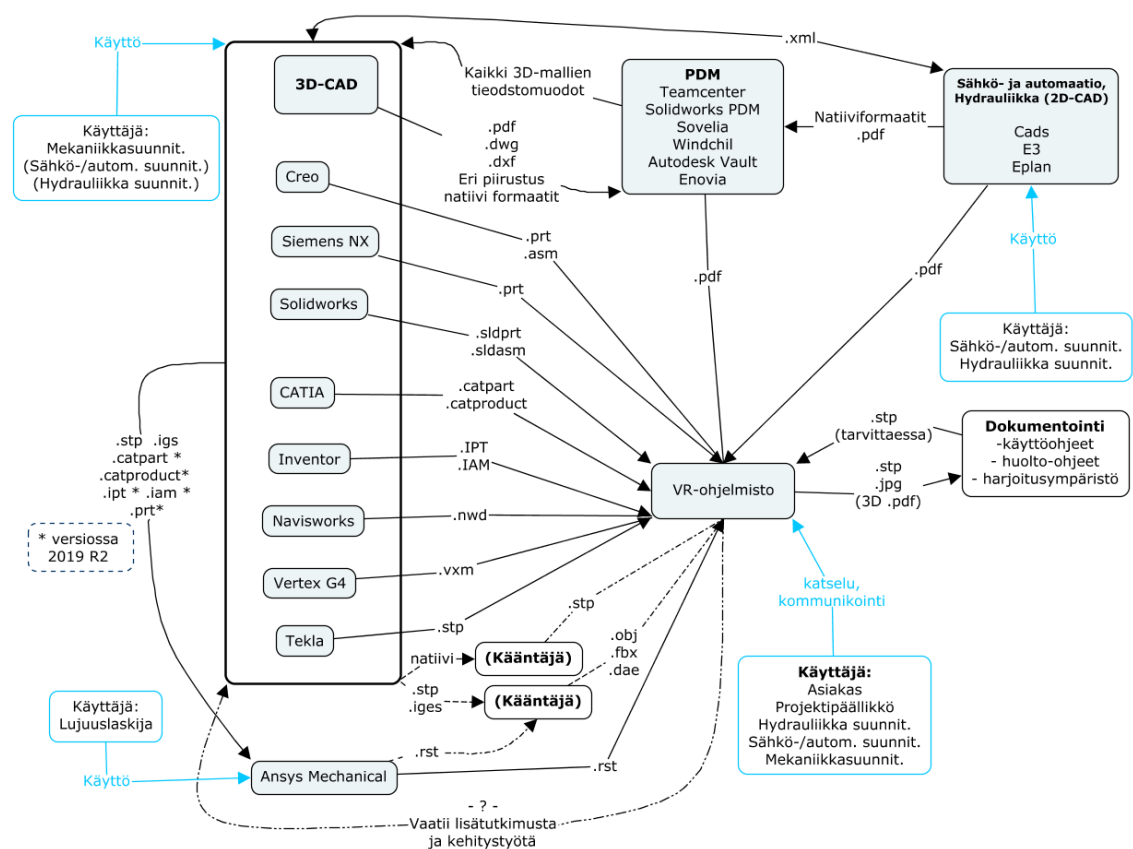 Käyttö
.xml
3D-CAD
Kaikki 3D-mallien
tieodstomuodot
PDM
Teamcenter
Solidworks PDM
Sovelia
Windchil
Autodesk Vault
Enovia
Sähkö- ja automaatio,
Hydrauliikka (2D-CAD)
Cads
E3
Eplan
Natiiviformaatit
.pdf
Käyttäjä:
Mekaniikkasuunnit.
(Sähkö-/autom. suunnit.)
(Hydrauliikka suunnit.)
.pdf
.dwg
.dxf
Eri piirustus
natiivi formaatit
Creo
.prt
.asm
Siemens NX
.prt
.pdf
.pdf
Käyttö
Solidworks
.sldprt
.sldasm
Käyttäjä:
Sähkö-/autom. suunnit.
Hydrauliikka suunnit.
CATIA
.catpart
.catproduct
.stp
(tarvittaessa)
Dokumentointi
-käyttöohjeet
- huolto-ohjeet
- harjoitusympäristö
.stp .igs
.catpart *
.catproduct*
.ipt * .iam *
.prt*
Inventor
.IPT
.IAM
VR-ohjelmisto
.stp
.jpg
(3D .pdf)
* versiossa
2019 R2
Navisworks
.nwd
Vertex G4
.vxm
katselu,
kommunikointi
Tekla
.stp
.stp
natiivi
(Kääntäjä)
.obj
.fbx
.dae
.stp
.iges
(Kääntäjä)
Käyttäjä:
Asiakas
Projektipäällikkö
Hydrauliikka suunnit.
Sähkö-/autom. suunnit.
Mekaniikkasuunnit.
Käyttäjä:
Lujuuslaskija
.rst
Käyttö
Ansys Mechanical
.rst
- ? -
Vaatii lisätutkimusta
ja kehitystyötä